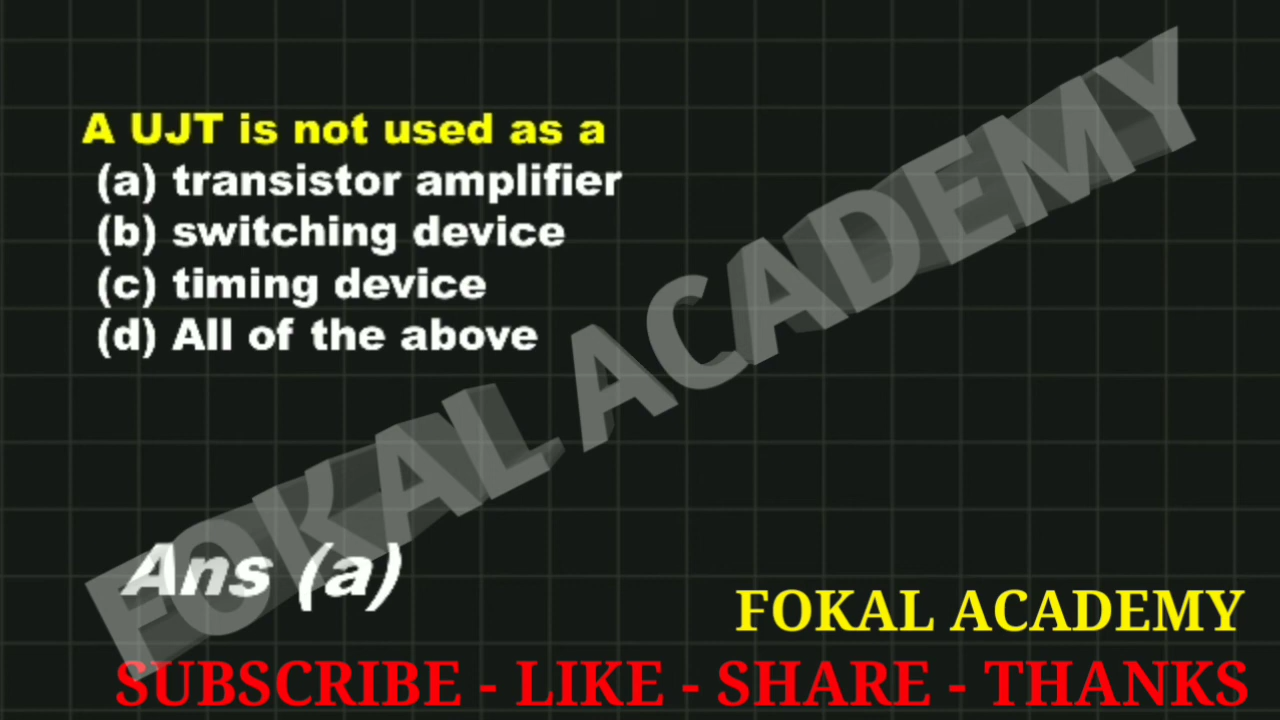 A UJT is not used as a
(a) transistor amplifier
(b) switching device
(c) timing device
(d) All of the above
FOKAL ACADEMY
Ans (a)
FOKAL ACADEMY
SUBSCRIBE - LIKE - SHARE - THANKS